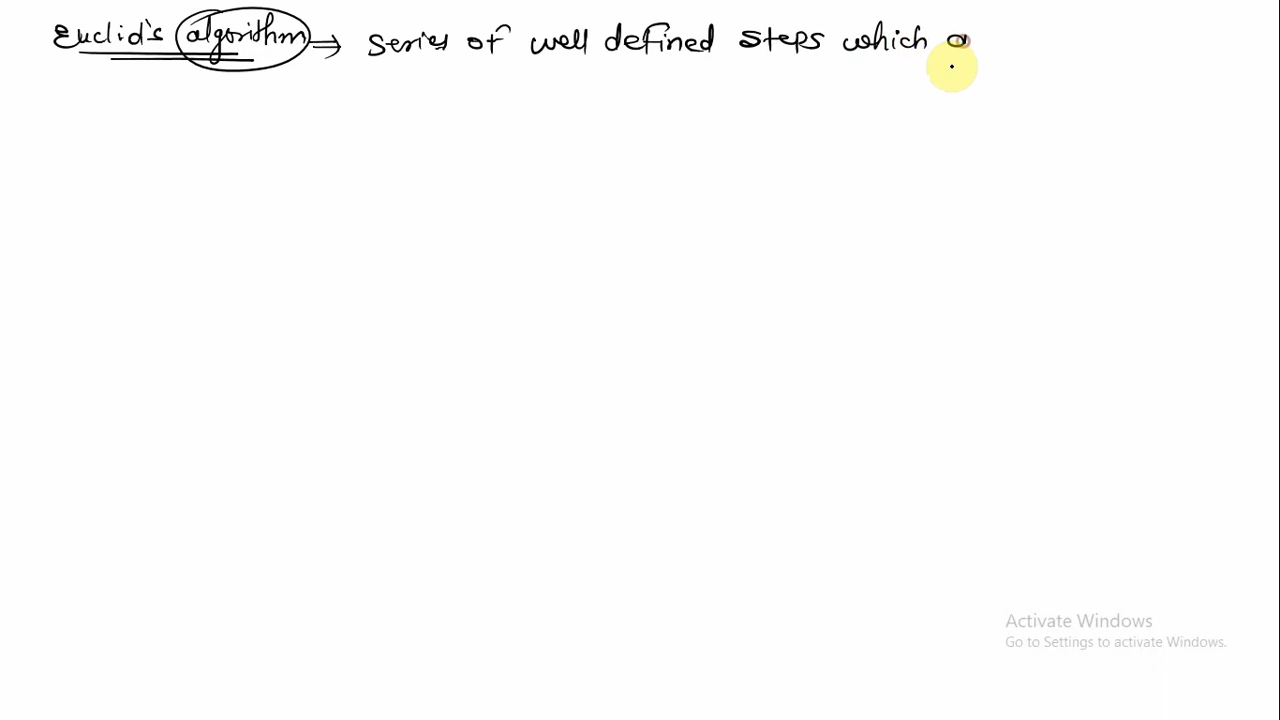 Euclid's algorithm ⇒ series of well defined steps which a
Activate Windows
Go to Settings to activate Windows.